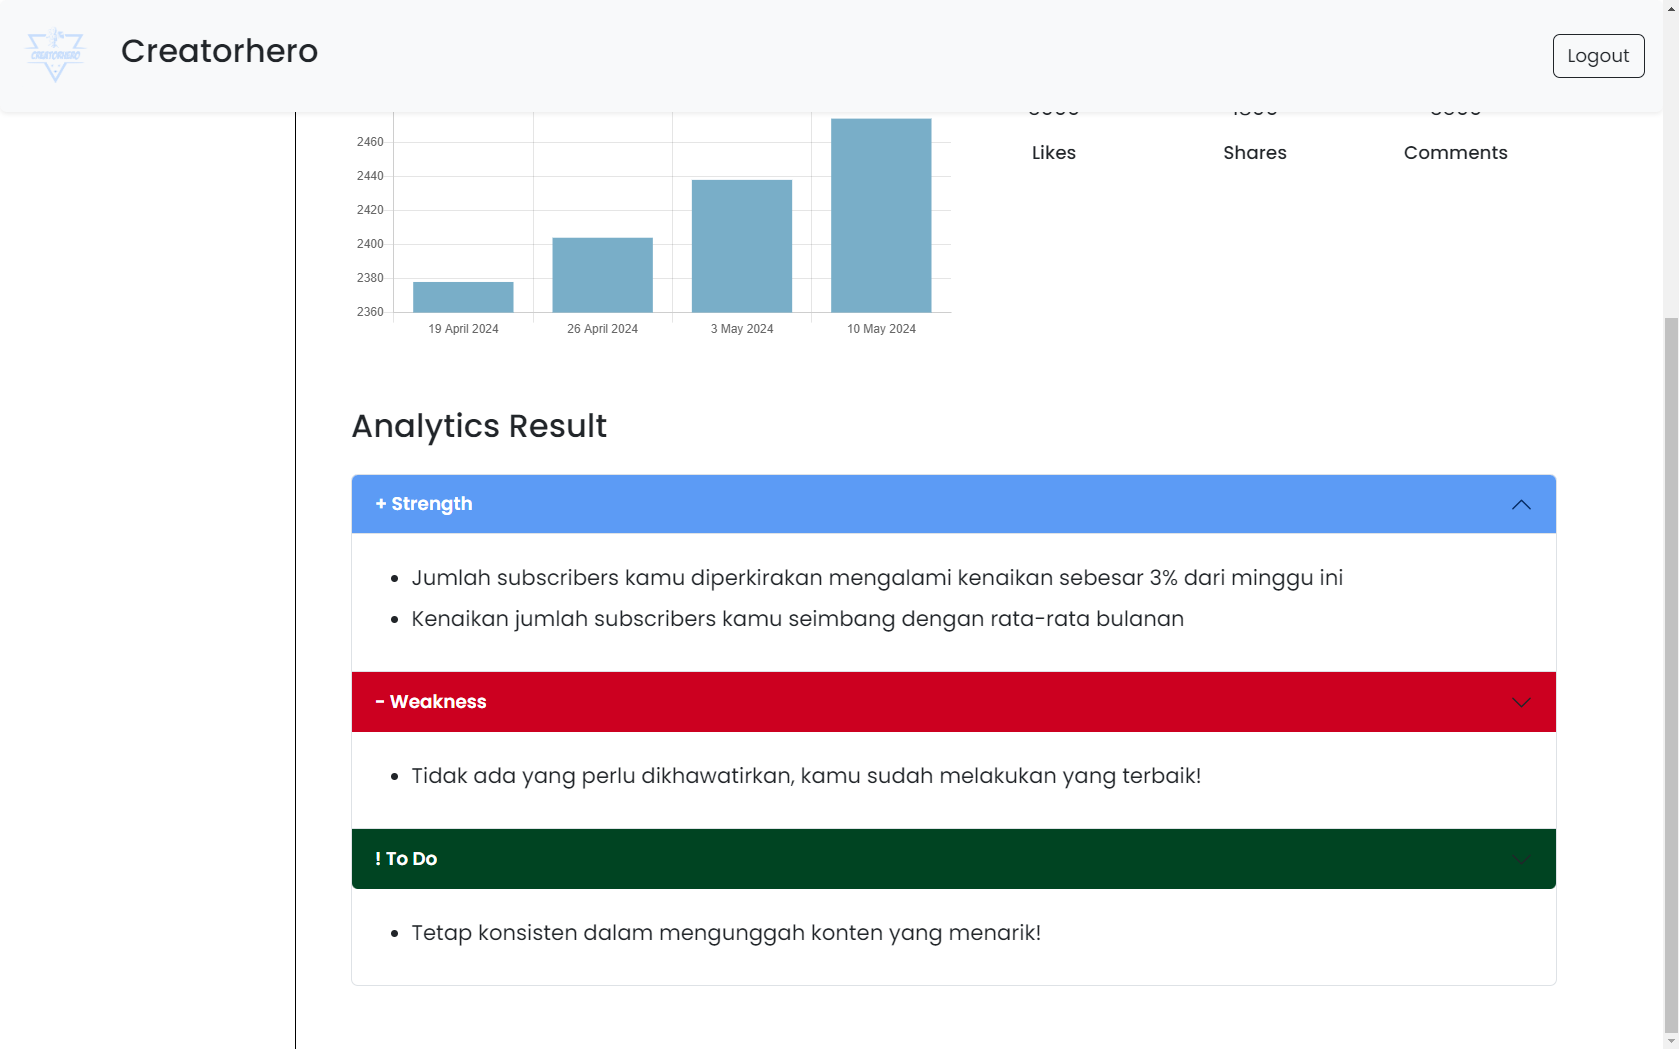 CREATORHERO
Creatorhero
Logout
2460
2440
2420
2400
2380
2360
19 April 2024
26 April 2024
3 May 2024
10 May 2024
Likes
Shares
Comments
Analytics Result
+ Strength
Jumlah subscribers kamu diperkirakan mengalami kenaikan sebesar 3% dari minggu ini
Kenaikan jumlah subscribers kamu seimbang dengan rata-rata bulanan
- Weakness
Tidak ada yang perlu dikhawatirkan, kamu sudah melakukan yang terbaik!
! To Do
Tetap konsisten dalam mengunggah konten yang menarik!